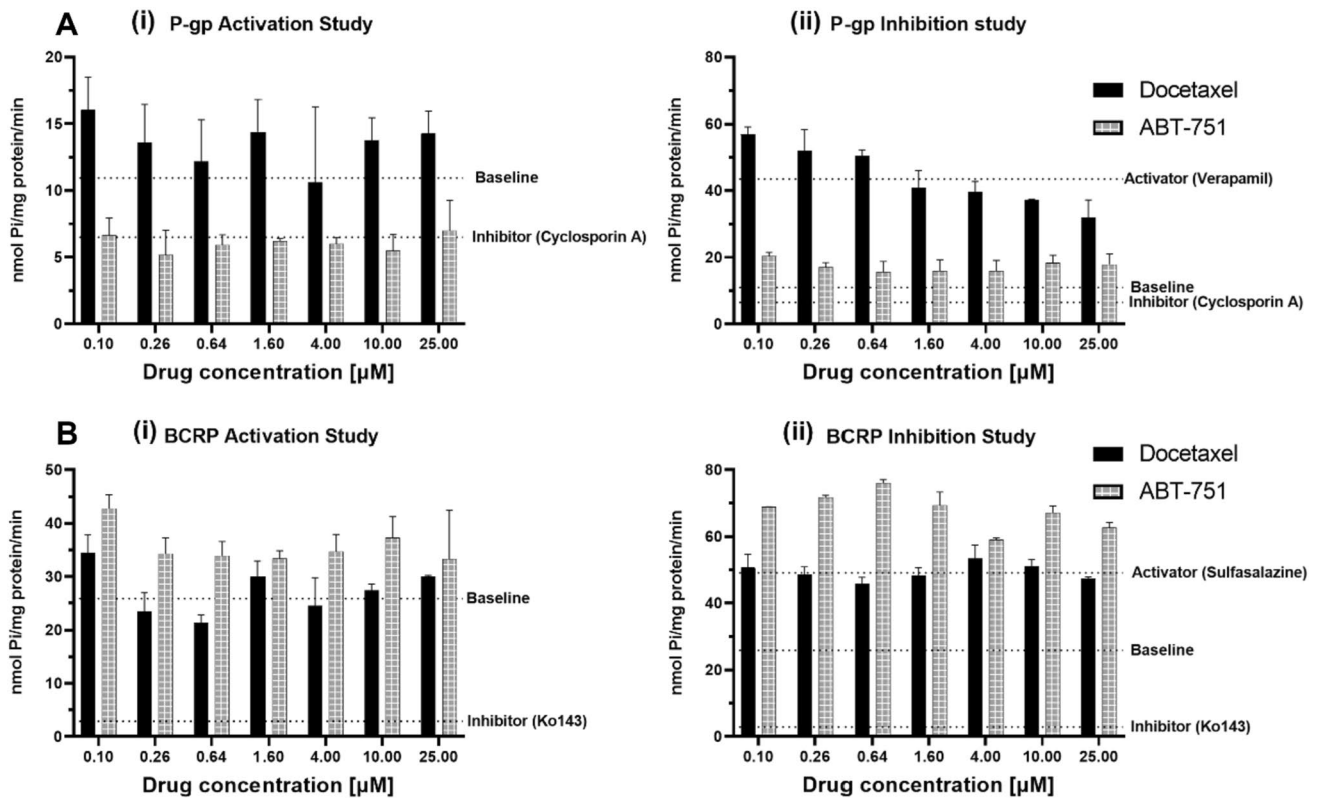 A
(i) P-gp Activation Study
nmol Pi/mg protein/min
20
15
10
5
0
Baseline
Inhibitor (Cyclosporin A)
0.10 0.26 0.64 1.60 4.00 10.00 25.00
Drug concentration [µM]
(ii) P-gp Inhibition study
nmol Pi/mg protein/min
80
60
40
20
0
Docetaxel
ABT-751
Activator (Verapamil)
Baseline
Inhibitor (Cyclosporin A)
0.10 0.26 0.64 1.60 4.00 10.00 25.00
Drug concentration [µM]
B
(i) BCRP Activation Study
nmol Pi/mg protein/min
50
40
30
20
10
0
Baseline
Inhibitor (Ko143)
0.10 0.26 0.64 1.60 4.00 10.00 25.00
Drug concentration [µM]
(ii) BCRP Inhibition Study
nmol Pi/mg protein/min
80
60
40
20
0
Docetaxel
ABT-751
Activator (Sulfasalazine)
Baseline
Inhibitor (Ko143)
0.10 0.26 0.64 1.60 4.00 10.00 25.00
Drug concentration [µM]